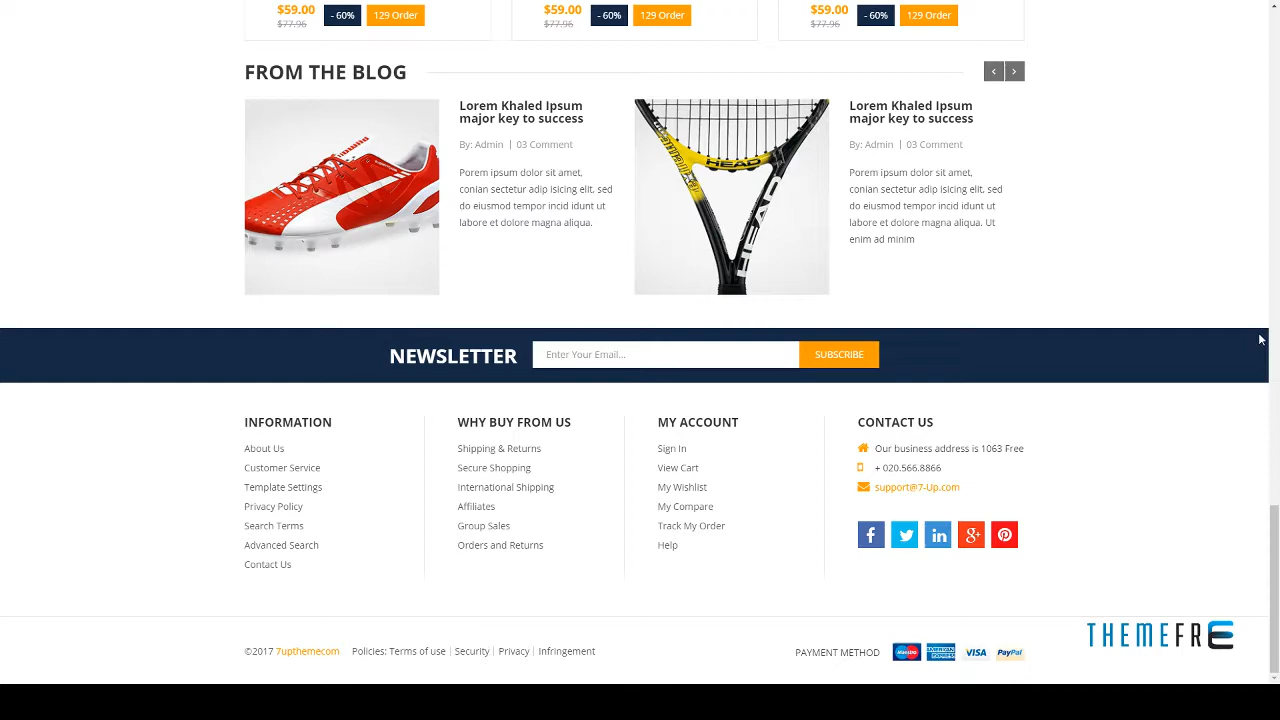 $59.00 - 60% 129 Order $59.00 - 60% 129 Order $59.00 - 60% 129 Order
$77.96 $77.96 $77.96
FROM THE BLOG
Lorem Khaled Ipsum
major key to success
By: Admin | 03 Comment
Porem ipsum dolor sit amet,
conian sectetur adip isicing elit, sed
do eiusmod tempor incid idunt ut
labore et dolore magna aliqua.
HEAD
HEAD
Lorem Khaled Ipsum
major key to success
By: Admin | 03 Comment
Porem ipsum dolor sit amet,
conian sectetur adip isicing elit, sed
do eiusmod tempor incid idunt ut
labore et dolore magna aliqua. Ut
enim ad minim
NEWSLETTER Enter Your Email... SUBSCRIBE
INFORMATION
About Us
Customer Service
Template Settings
Privacy Policy
Search Terms
Advanced Search
Contact Us
WHY BUY FROM US
Shipping & Returns
Secure Shopping
International Shipping
Affiliates
Group Sales
Orders and Returns
MY ACCOUNT
Sign In
View Cart
My Wishlist
My Compare
Track My Order
Help
CONTACT US
Our business address is 1063 Free
+ 020.566.8866
support@7-Up.com
THEMEFRE
©2017 7upthemecom Policies: Terms of use | Security | Privacy | Infringement
PAYMENT METHOD Maestro AMERICAN EXPRESS VISA PayPal